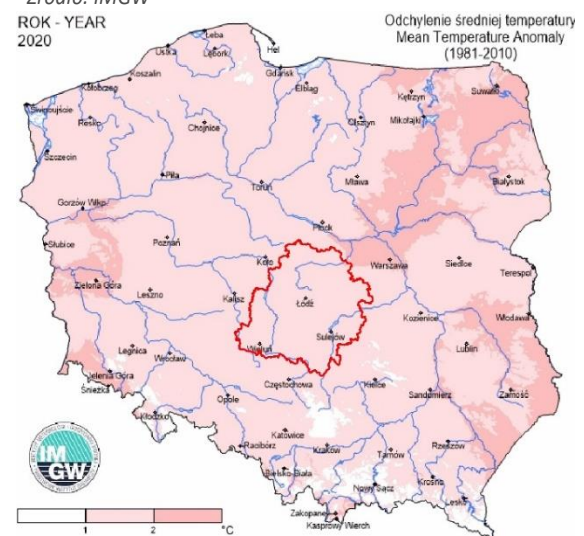 źródło: IMGW
ROK - YEAR
2020
Odchylenie średniej temperatury
Mean Temperature Anomaly
(1981-2010)
Łeba
Ustka
Hel
Lębork
Koszalin
Gdańsk
Kołobrzeg
Elbląg
Kętrzyn
Suwałki
Świnoujście
Resko
Chojnice
Olsztyn
Mikołajki
Szczecin
Piła
Toruń
Mława
Białystok
Gorzów Wlkp.
Płock
Słubice
Poznań
Koło
Warszawa
Siedlce
Terespol
Zielona Góra
Leszno
Kalisz
Łódź
Kozienice
Włodawa
Sulejów
Legnica
Wieluń
Lublin
Wrocław
Jelenia Góra
Śnieżka
Częstochowa
Kielce
Sandomierz
Zamość
Opole
Kłodzko
Katowice
Racibórz
Kraków
Tarnów
Rzeszów
Bielsko-Biała
Nowy Sącz
Krosno
Lesko
Zakopane
Kasprowy Wierch
IM
GW
1 2 °C